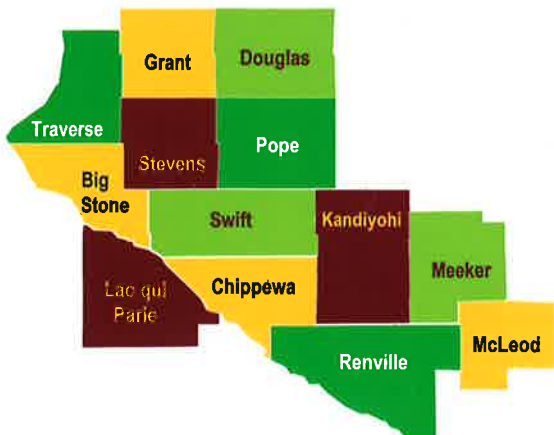 Grant
Douglas
Traverse
Stevens
Pope
Big
Stone
Swift
Kandiyohi
Lac qui
Parle
Chippewa
Meeker
Renville
McLeod